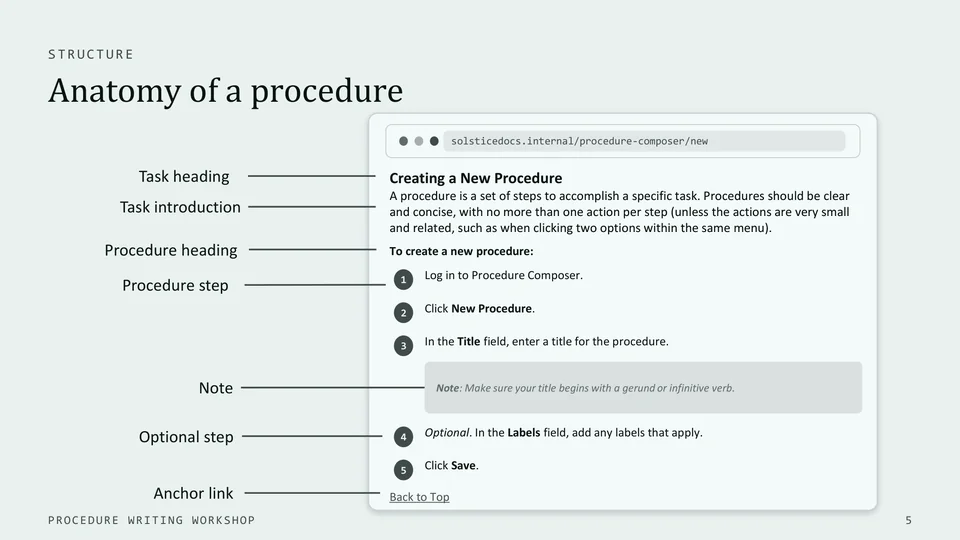 STRUCTURE
Anatomy of a procedure
solsticedocs.internal/procedure-composer/new
Task heading
Creating a New Procedure
Task introduction
A procedure is a set of steps to accomplish a specific task. Procedures should be clear
and concise, with no more than one action per step (unless the actions are very small
and related, such as when clicking two options within the same menu).
Procedure heading
To create a new procedure:
Procedure step
1 Log in to Procedure Composer.
2 Click New Procedure.
3 In the Title field, enter a title for the procedure.
Note
Note: Make sure your title begins with a gerund or infinitive verb.
Optional step
4 Optional. In the Labels field, add any labels that apply.
5 Click Save.
Anchor link
Back to Top
PROCEDURE WRITING WORKSHOP
5